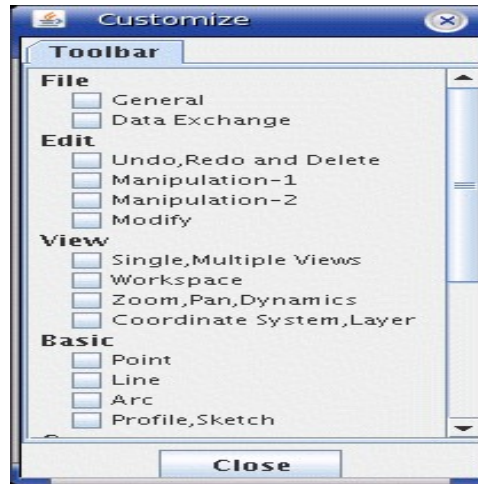 Customize
Toolbar
File
General
Data Exchange
Edit
Undo,Redo and Delete
Manipulation-1
Manipulation-2
Modify
View
Single,Multiple Views
Workspace
Zoom,Pan,Dynamics
Coordinate System,Layer
Basic
Point
Line
Arc
Profile,Sketch
Close